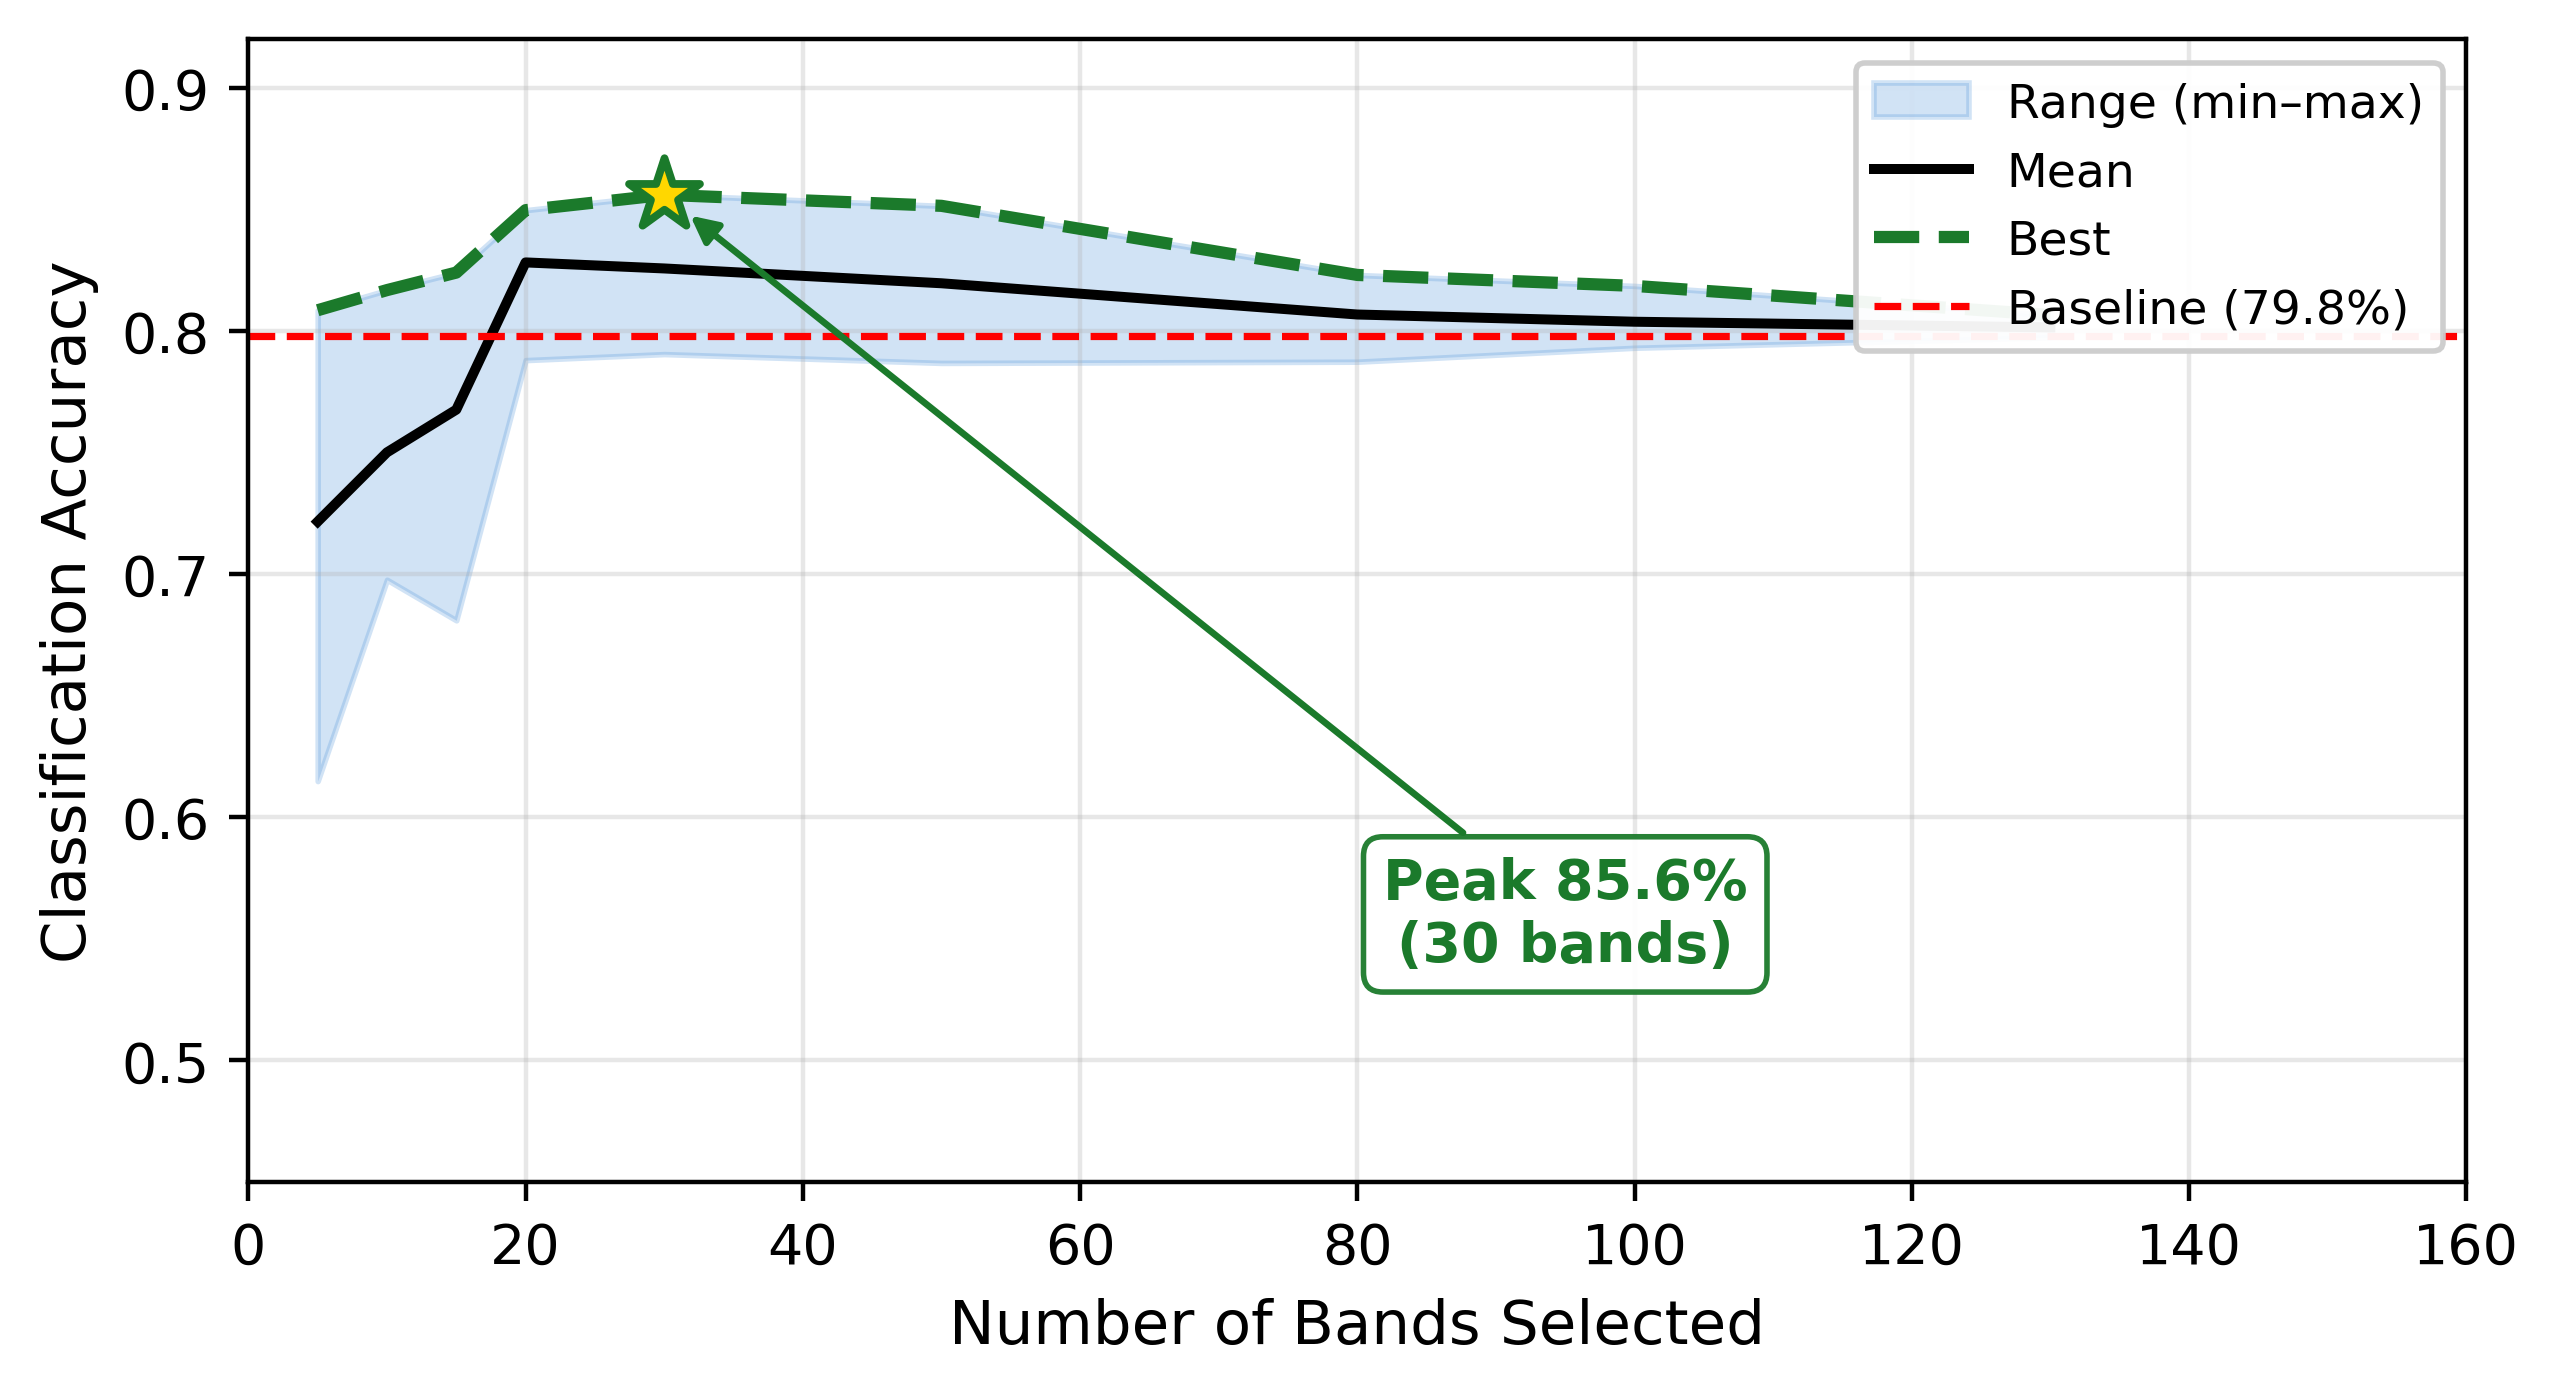 0.9
0.8
0.7
0.6
0.5
Classification Accuracy
Range (min–max)
Mean
Best
Baseline (79.8%)
Peak 85.6%
(30 bands)
0 20 40 60 80 100 120 140 160
Number of Bands Selected